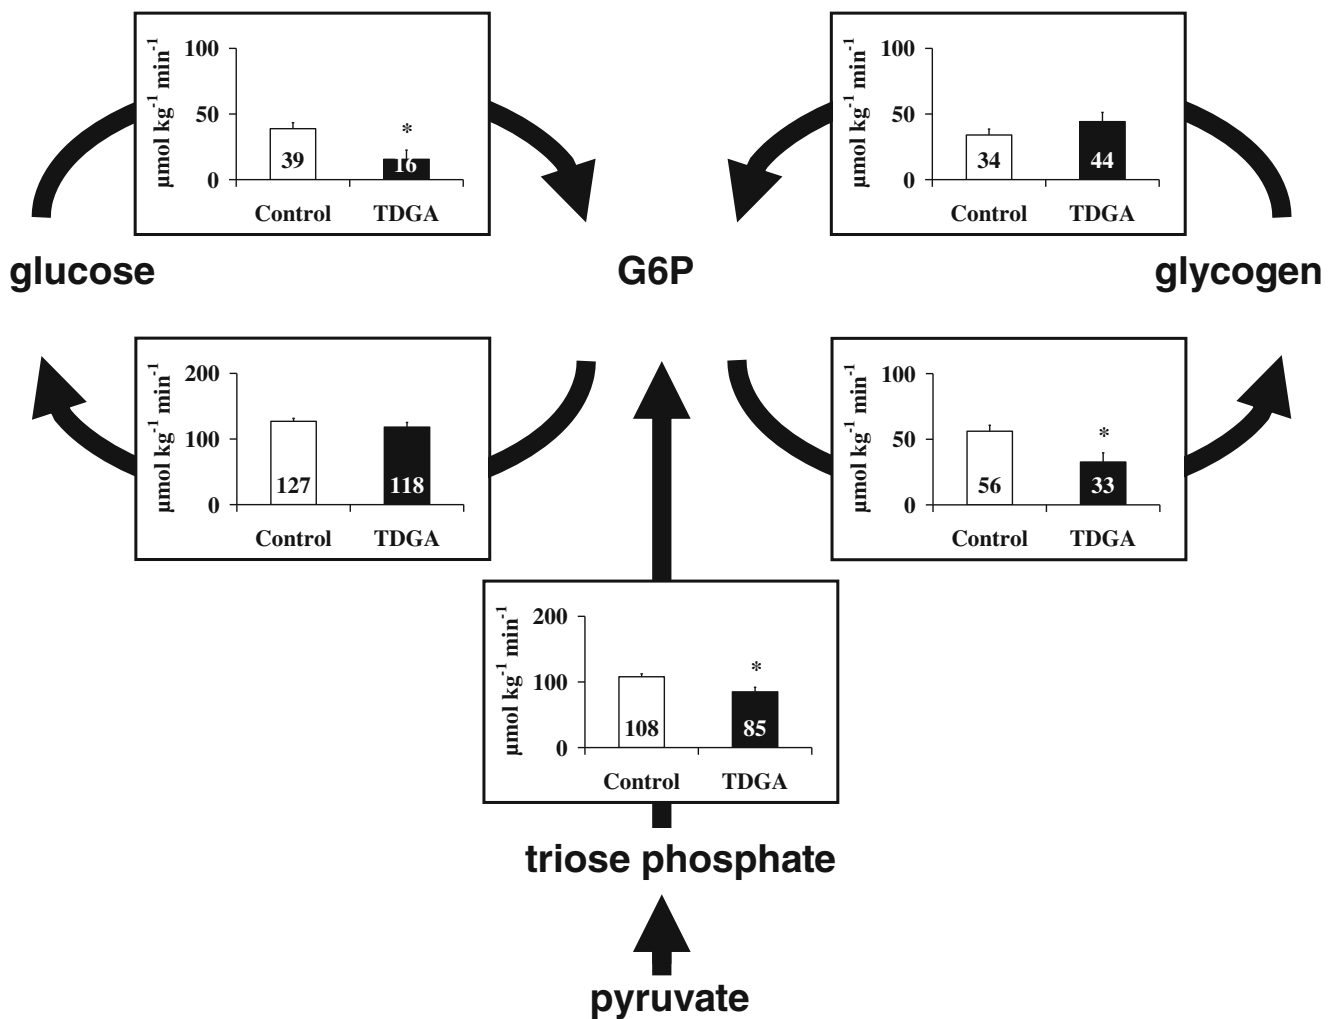 100
50
0
µmol kg-1 min-1
*
39
16
Control TDGA
100
50
0
µmol kg-1 min-1
34
44
Control TDGA
glucose
G6P
glycogen
200
100
0
µmol kg-1 min-1
127
118
Control TDGA
100
50
0
µmol kg-1 min-1
*
56
33
Control TDGA
200
100
0
µmol kg-1 min-1
*
108
85
Control TDGA
triose phosphate
pyruvate